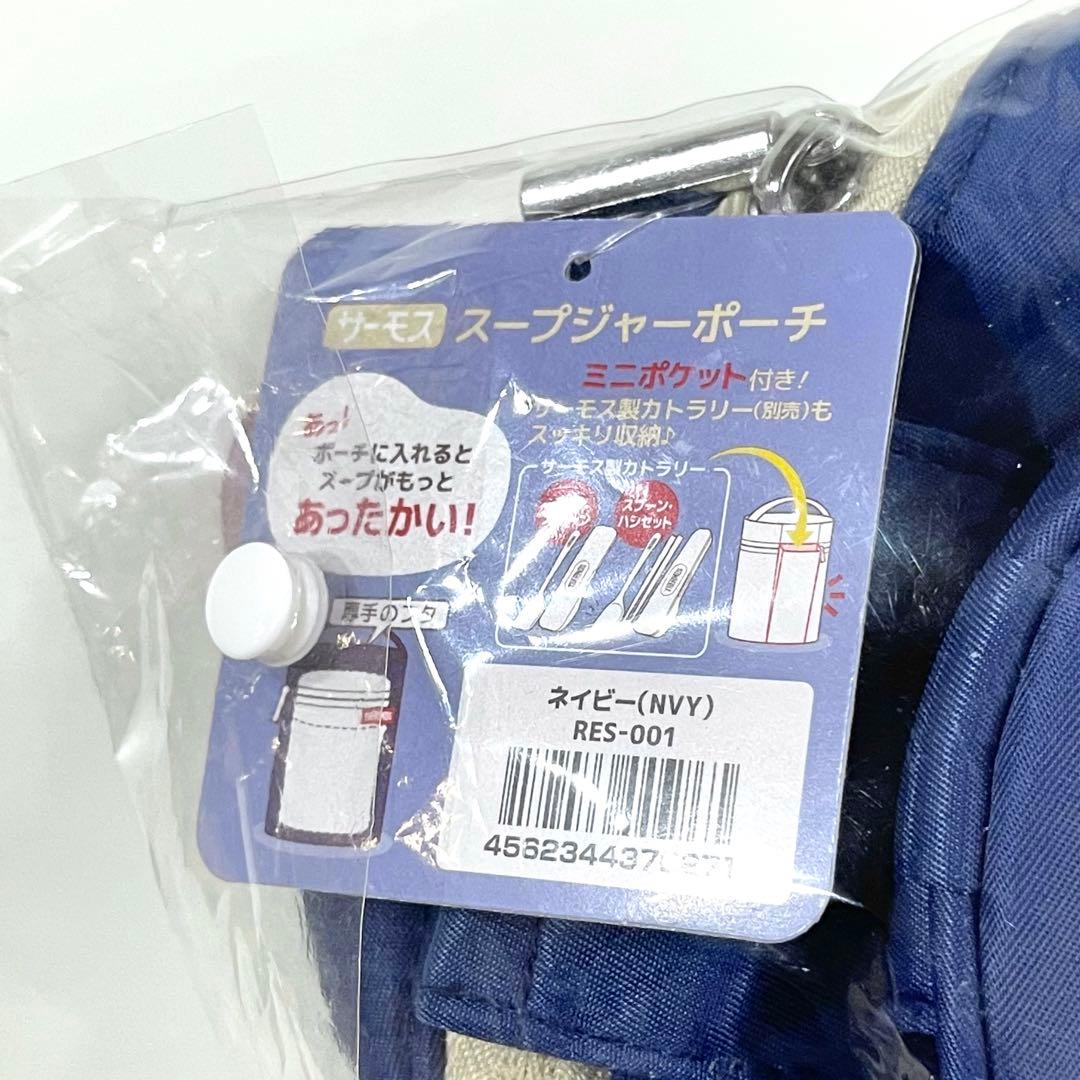 サーモス スープジャーポーチ
ミニポケット付き!
サーモス製カトラリー(別売)も
スッキリ収納♪
あっ!
ポーチに入れると
スープがもっと
あったかい!
サーモス製カトラリー
スプーン・
ハシセット
厚手のフタ
ネイビー(NVY)
RES-001